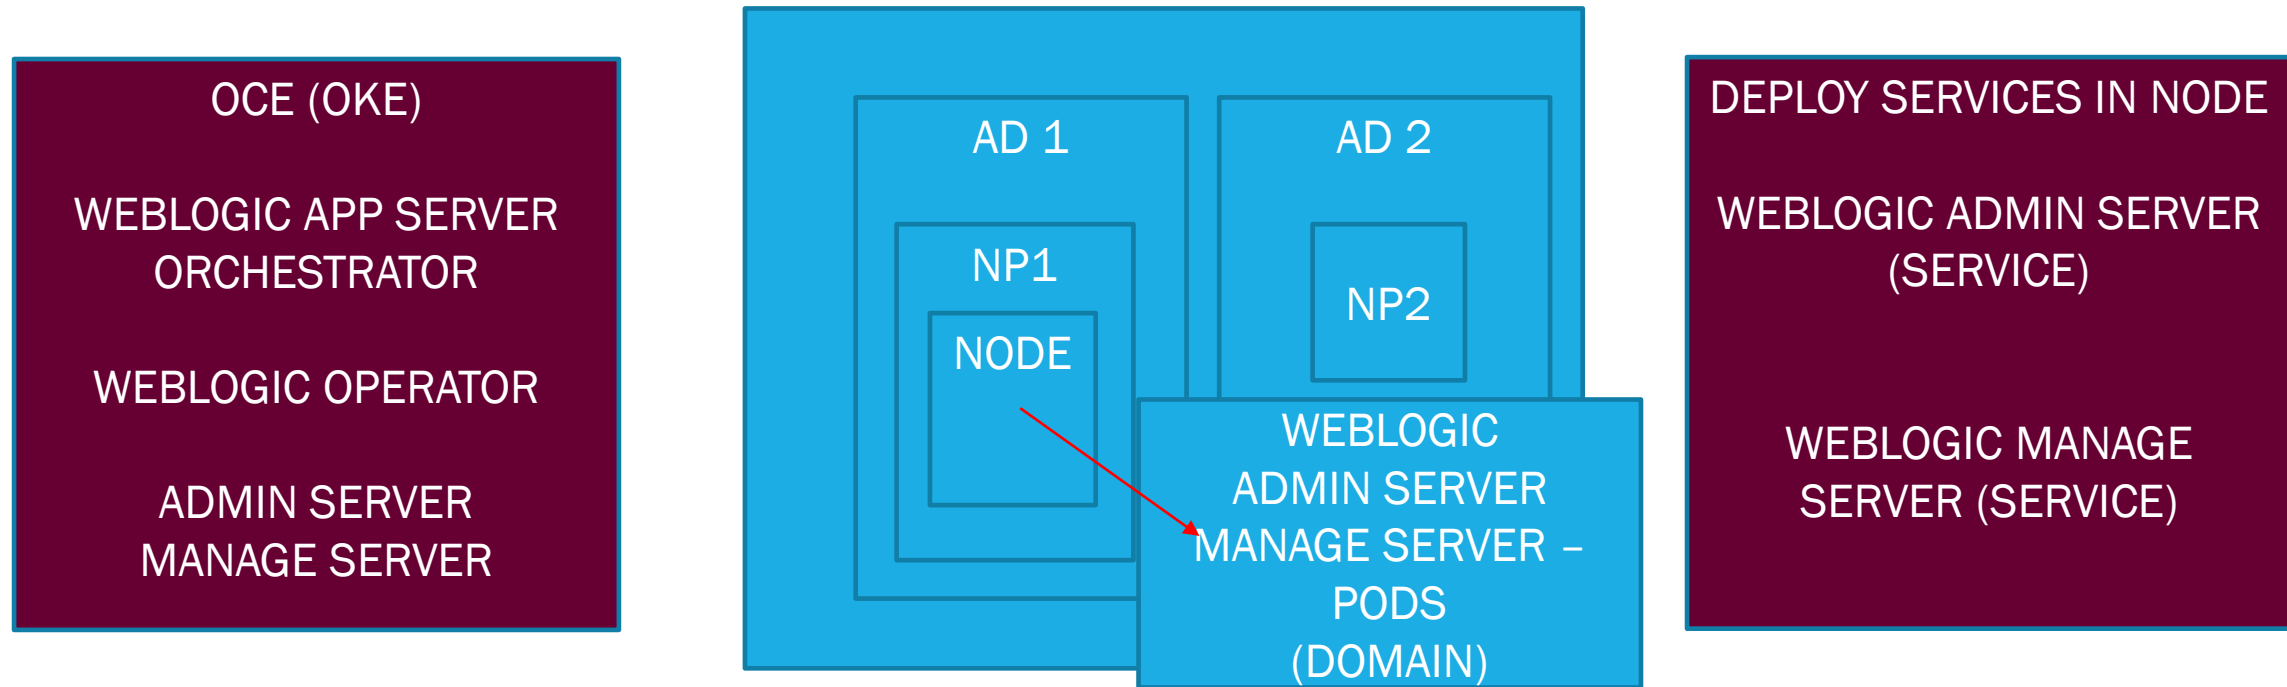 OCE (OKE)
WEBLOGIC APP SERVER
ORCHESTRATOR
WEBLOGIC OPERATOR
ADMIN SERVER
MANAGE SERVER
AD 1
NP1
NODE
AD 2
NP2
WEBLOGIC
ADMIN SERVER
MANAGE SERVER –
PODS
(DOMAIN)
DEPLOY SERVICES IN NODE
WEBLOGIC ADMIN SERVER
(SERVICE)
WEBLOGIC MANAGE
SERVER (SERVICE)